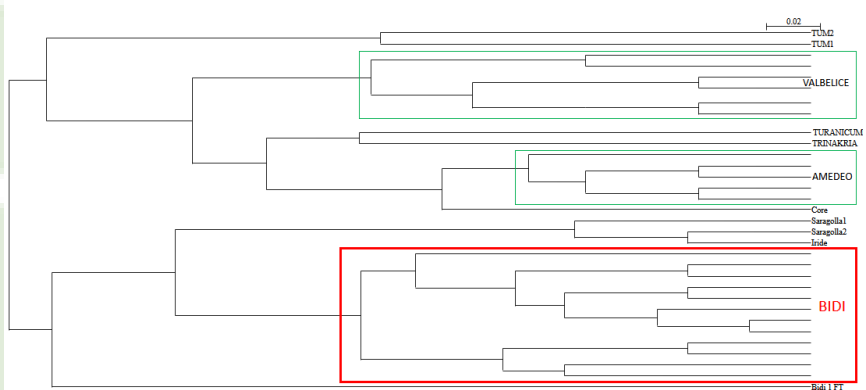 0.02
TUM2
TUM1
VALBELICE
TURANICUM
TRINAKRIA
AMEDEO
Core
Saragolla1
Saragolla2
Iride
BIDI
Bidi 1 FT